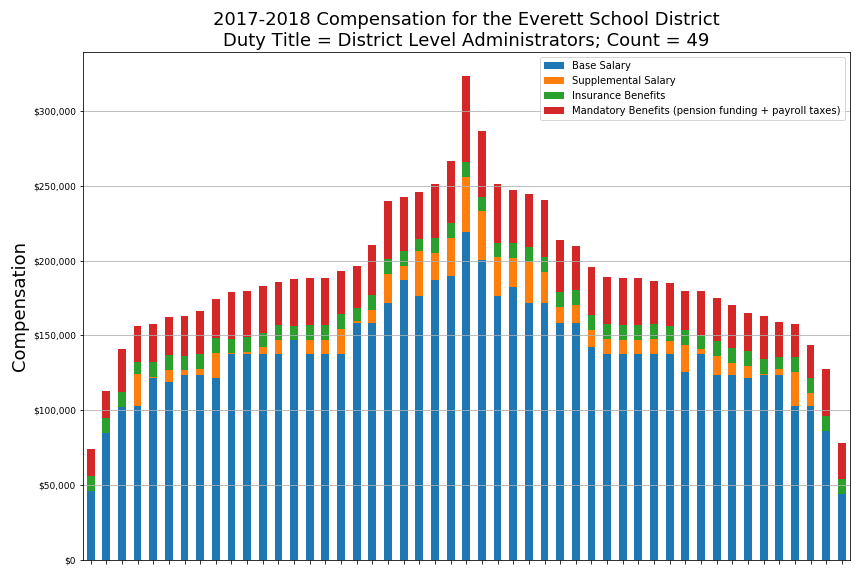 2017-2018 Compensation for the Everett School District
Duty Title = District Level Administrators; Count = 49
Base Salary
Supplemental Salary
Insurance Benefits
Mandatory Benefits (pension funding + payroll taxes)
$300,000
$250,000
$200,000
$150,000
$100,000
$50,000
$0
Compensation